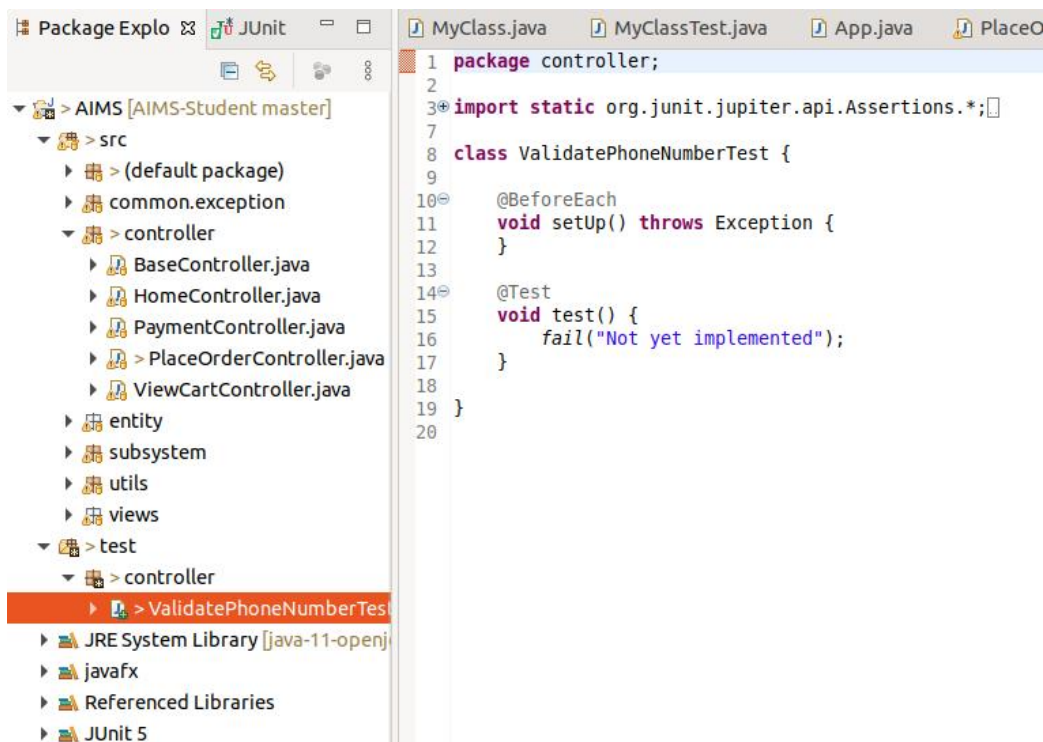 Package Explo JUnit
> AIMS [AIMS-Student master]
> src
> (default package)
common.exception
> controller
BaseController.java
HomeController.java
PaymentController.java
> PlaceOrderController.java
ViewCartController.java
entity
subsystem
utils
views
> test
> controller
> ValidatePhoneNumberTes
JRE System Library [java-11-openj
javafx
Referenced Libraries
JUnit 5
MyClass.java MyClassTest.java App.java PlaceO
1 package controller;
2
3 import static org.junit.jupiter.api.Assertions.*;
7
8 class ValidatePhoneNumberTest {
9
10 @BeforeEach
11 void setUp() throws Exception {
12 }
13
14 @Test
15 void test() {
16 fail("Not yet implemented");
17 }
18
19 }
20